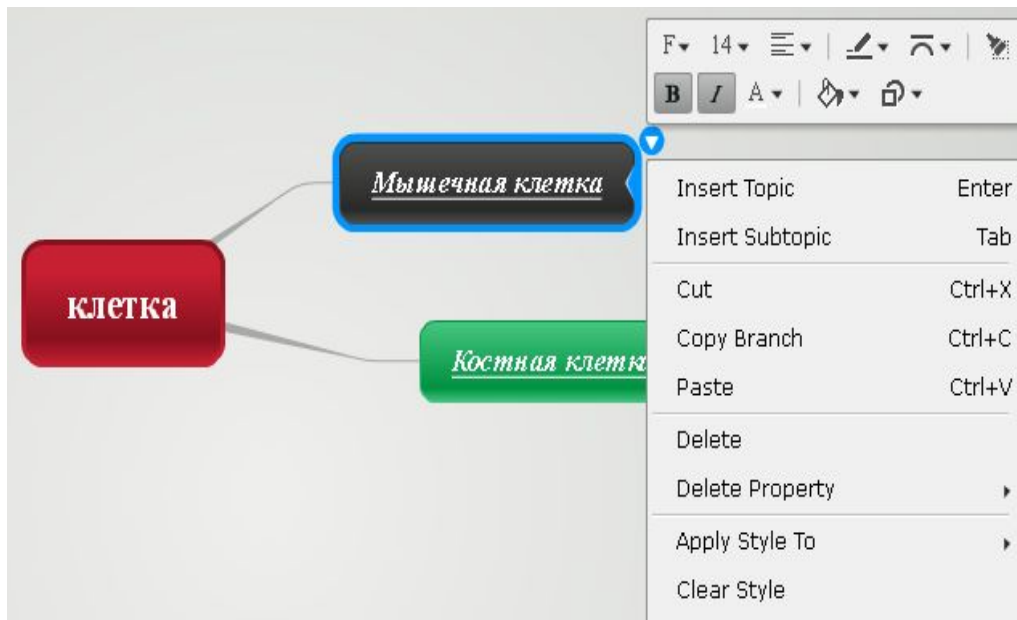 F 14
B I A
Мышечная клетка
Insert Topic Enter
Insert Subtopic Tab
клетка
Cut Ctrl+X
Copy Branch Ctrl+C
Костная клетка
Paste Ctrl+V
Delete
Delete Property
Apply Style To
Clear Style